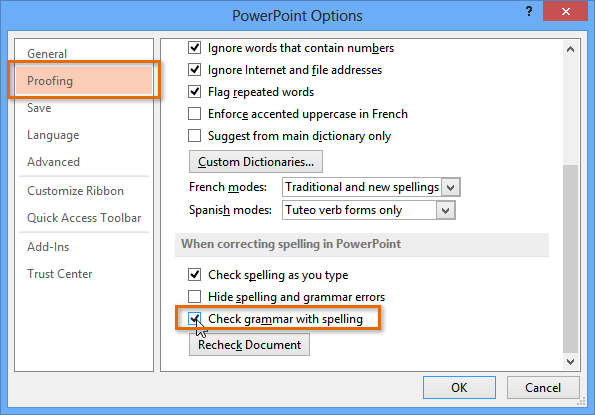 PowerPoint Options
?
General
Proofing
Save
Language
Advanced
Customize Ribbon
Quick Access Toolbar
Add-Ins
Trust Center
Ignore words that contain numbers
Ignore Internet and file addresses
Flag repeated words
Enforce accented uppercase in French
Suggest from main dictionary only
Custom Dictionaries...
French modes: Traditional and new spellings
Spanish modes: Tuteo verb forms only
When correcting spelling in PowerPoint
Check spelling as you type
Hide spelling and grammar errors
Check grammar with spelling
Recheck Document
OK Cancel